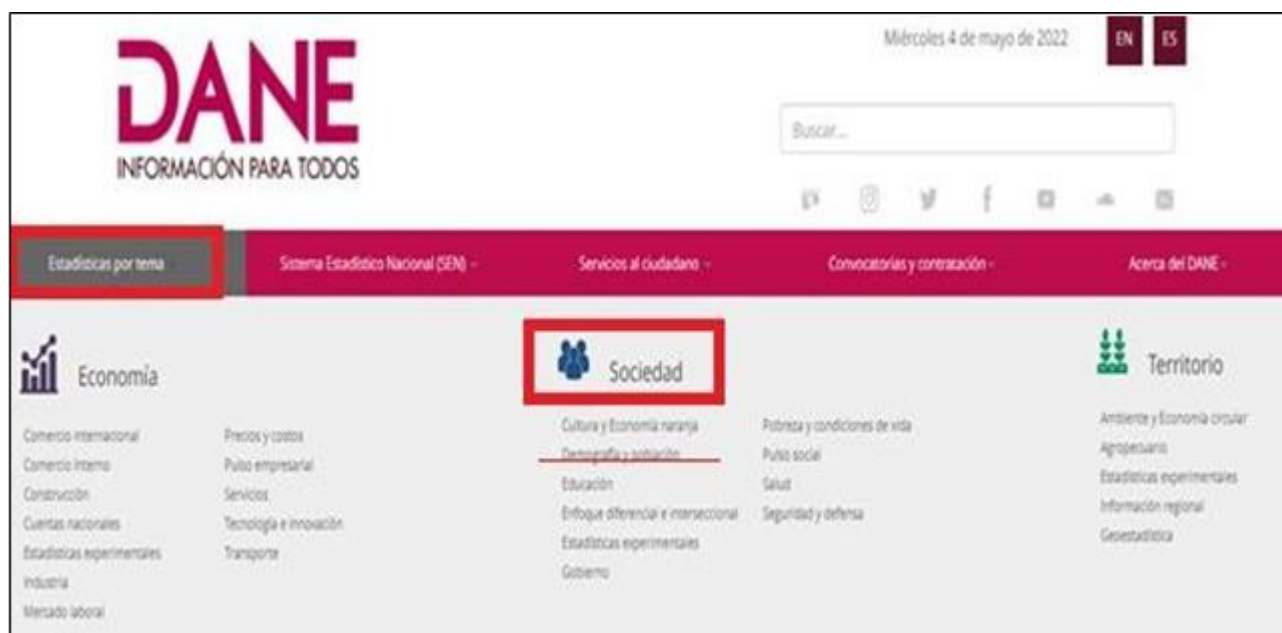 DANE
INFORMACIÓN PARA TODOS
Miércoles 4 de mayo de 2022
EN ES
Buscar...
Estadísticas por tema
Sistema Estadístico Nacional (SEN)
Servicios al ciudadano
Convocatorias y contratación
Acerca del DANE
Economía
Comercio internacional
Comercio interno
Construcción
Cuentas nacionales
Estadísticas experimentales
Industria
Mercado laboral
Precios y costos
Pulso empresarial
Servicios
Tecnología e innovación
Transporte
Sociedad
Cultura y Economía naranja
Demografía y población
Educación
Enfoque diferencial e interseccional
Estadísticas experimentales
Gobierno
Pobreza y condiciones de vida
Pulso social
Salud
Seguridad y defensa
Territorio
Ambiente y Economía circular
Agropecuario
Estadísticas experimentales
Información regional
Geoestadística